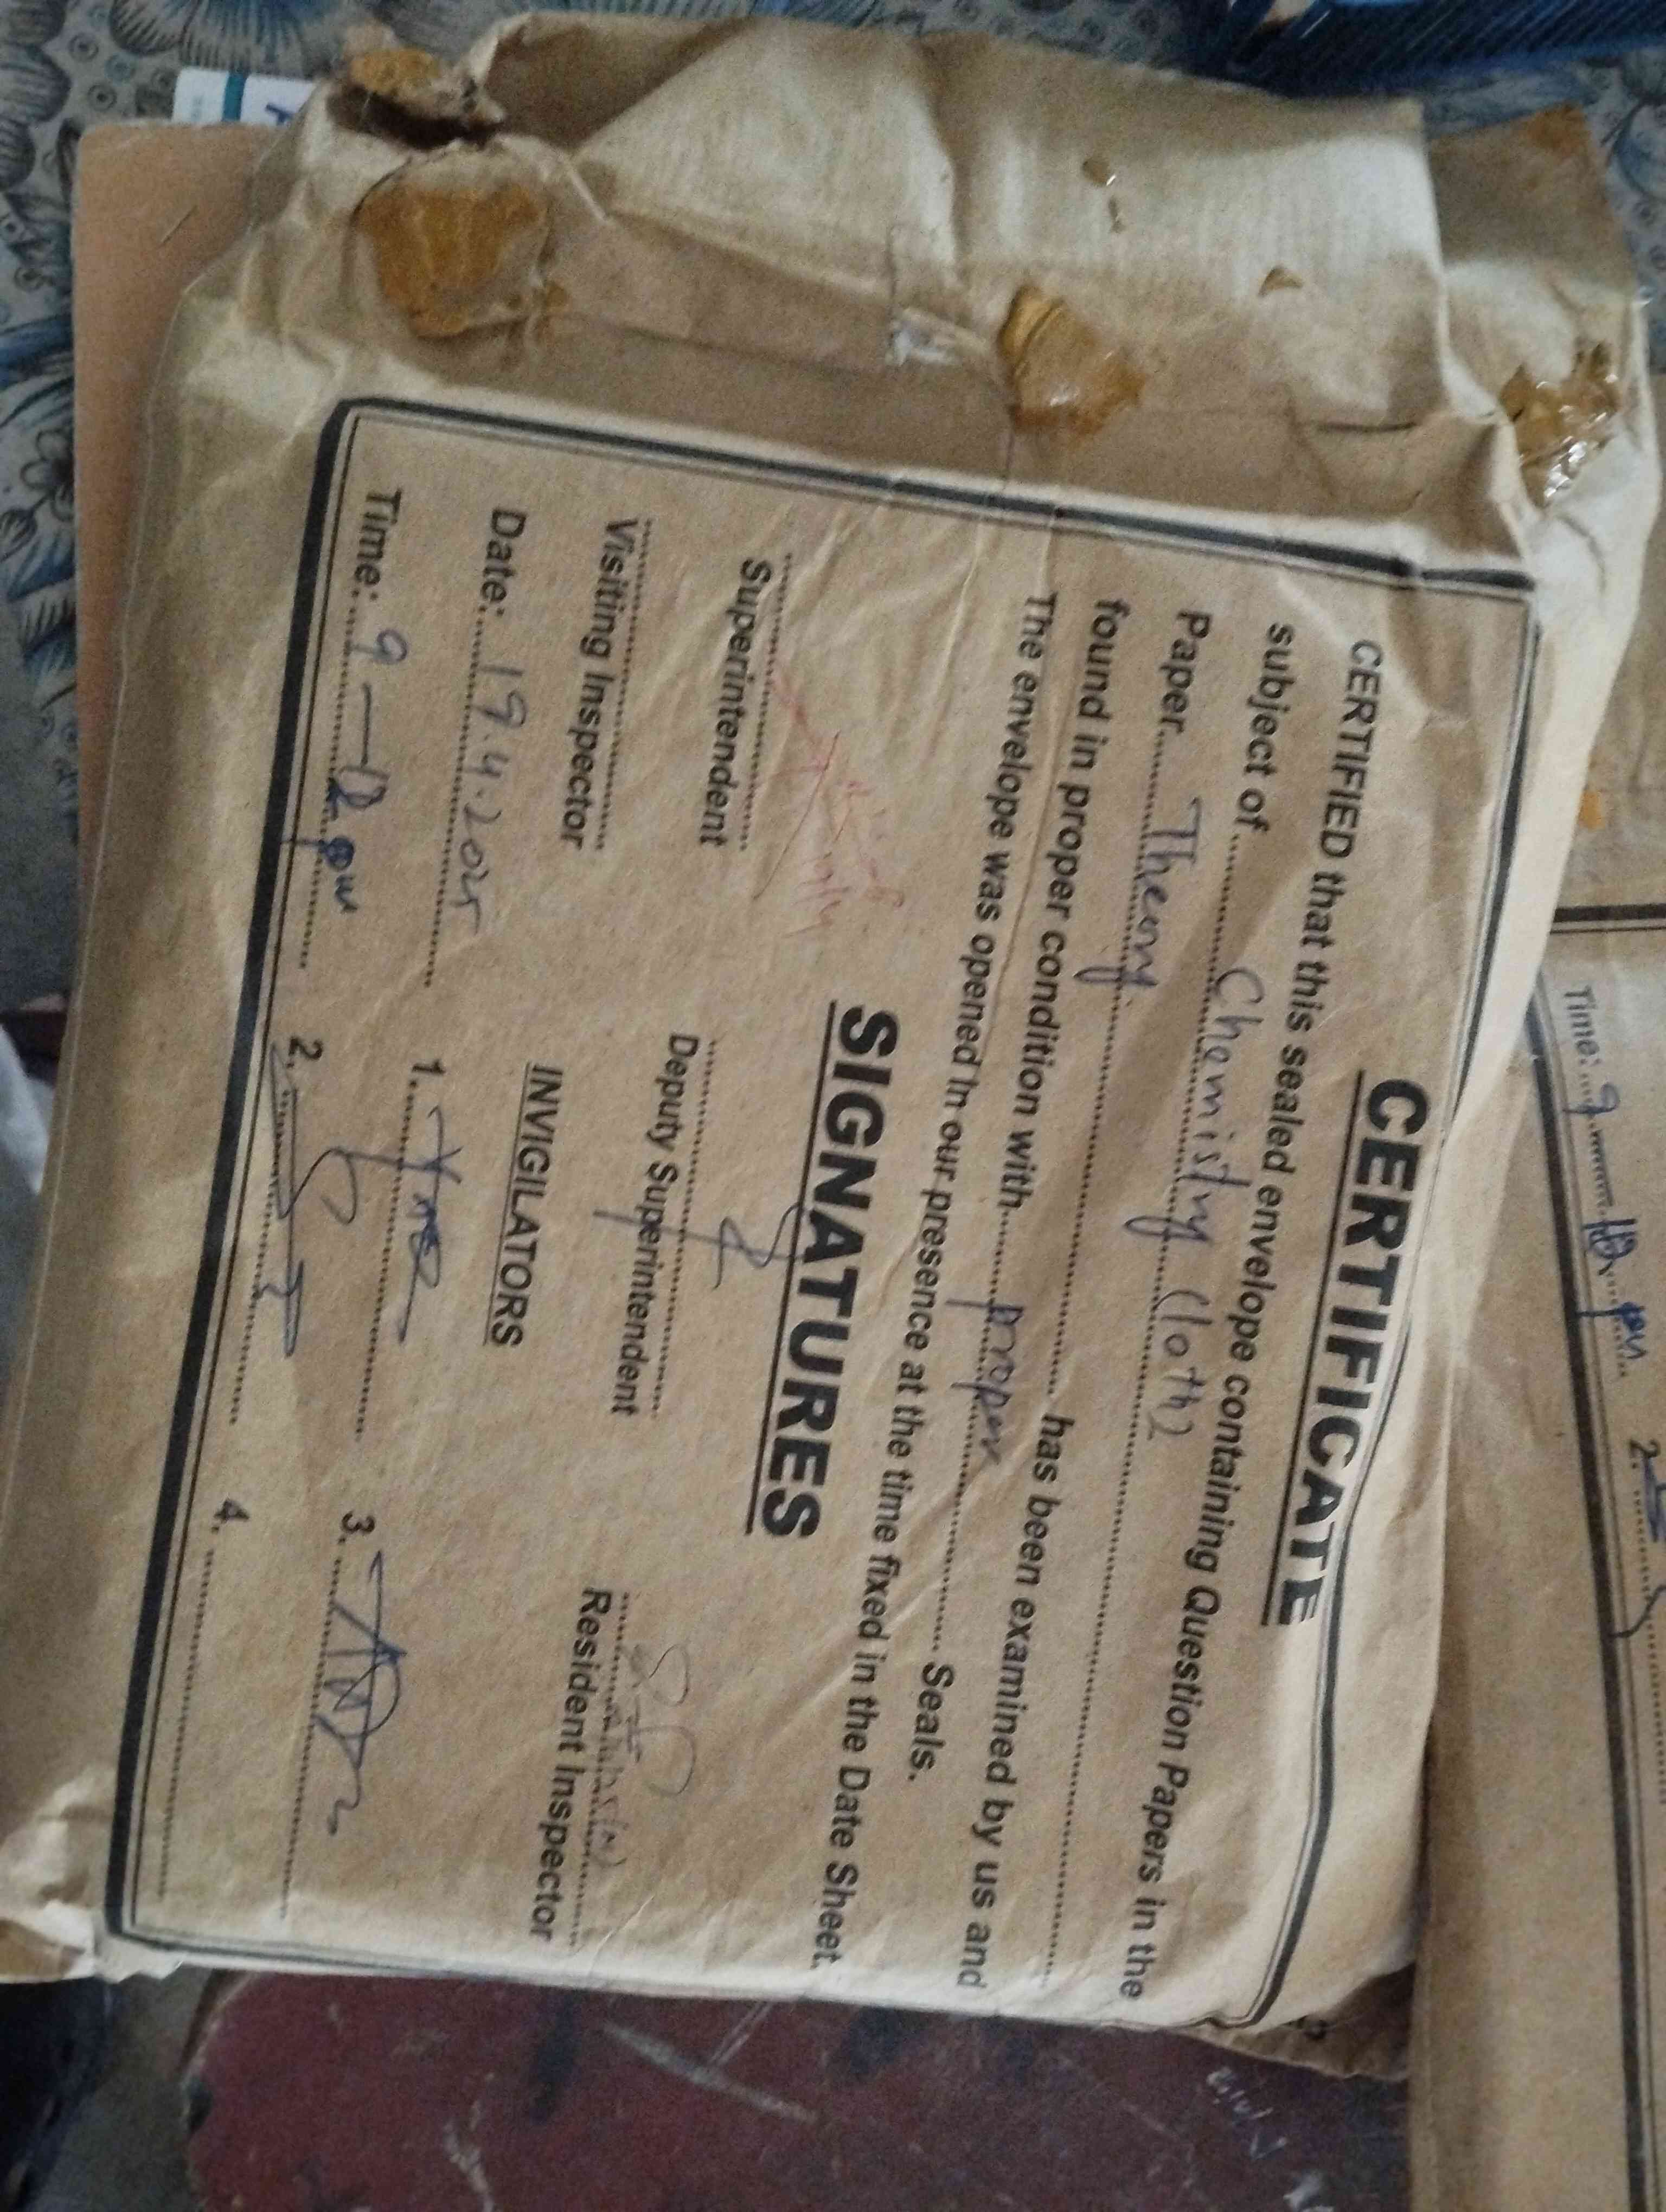 CERTIFICATE
CERTIFIED that this sealed envelope containing Question Papers in the
subject of.......... Chemistry Cloth2
Paper...... Theory.
found in proper condition with...... proper ...... Seals. has been examined by us and
The envelope was opened in our presence at the time fixed in the Date Sheet.
SIGNATURES
Superintendent
Deputy Superintendent
Resident Inspector
Visiting Inspector
INVIGILATORS
Date: 19.4.2025
1.
3.
Time: 9
2.
4.
Time: 9
2.